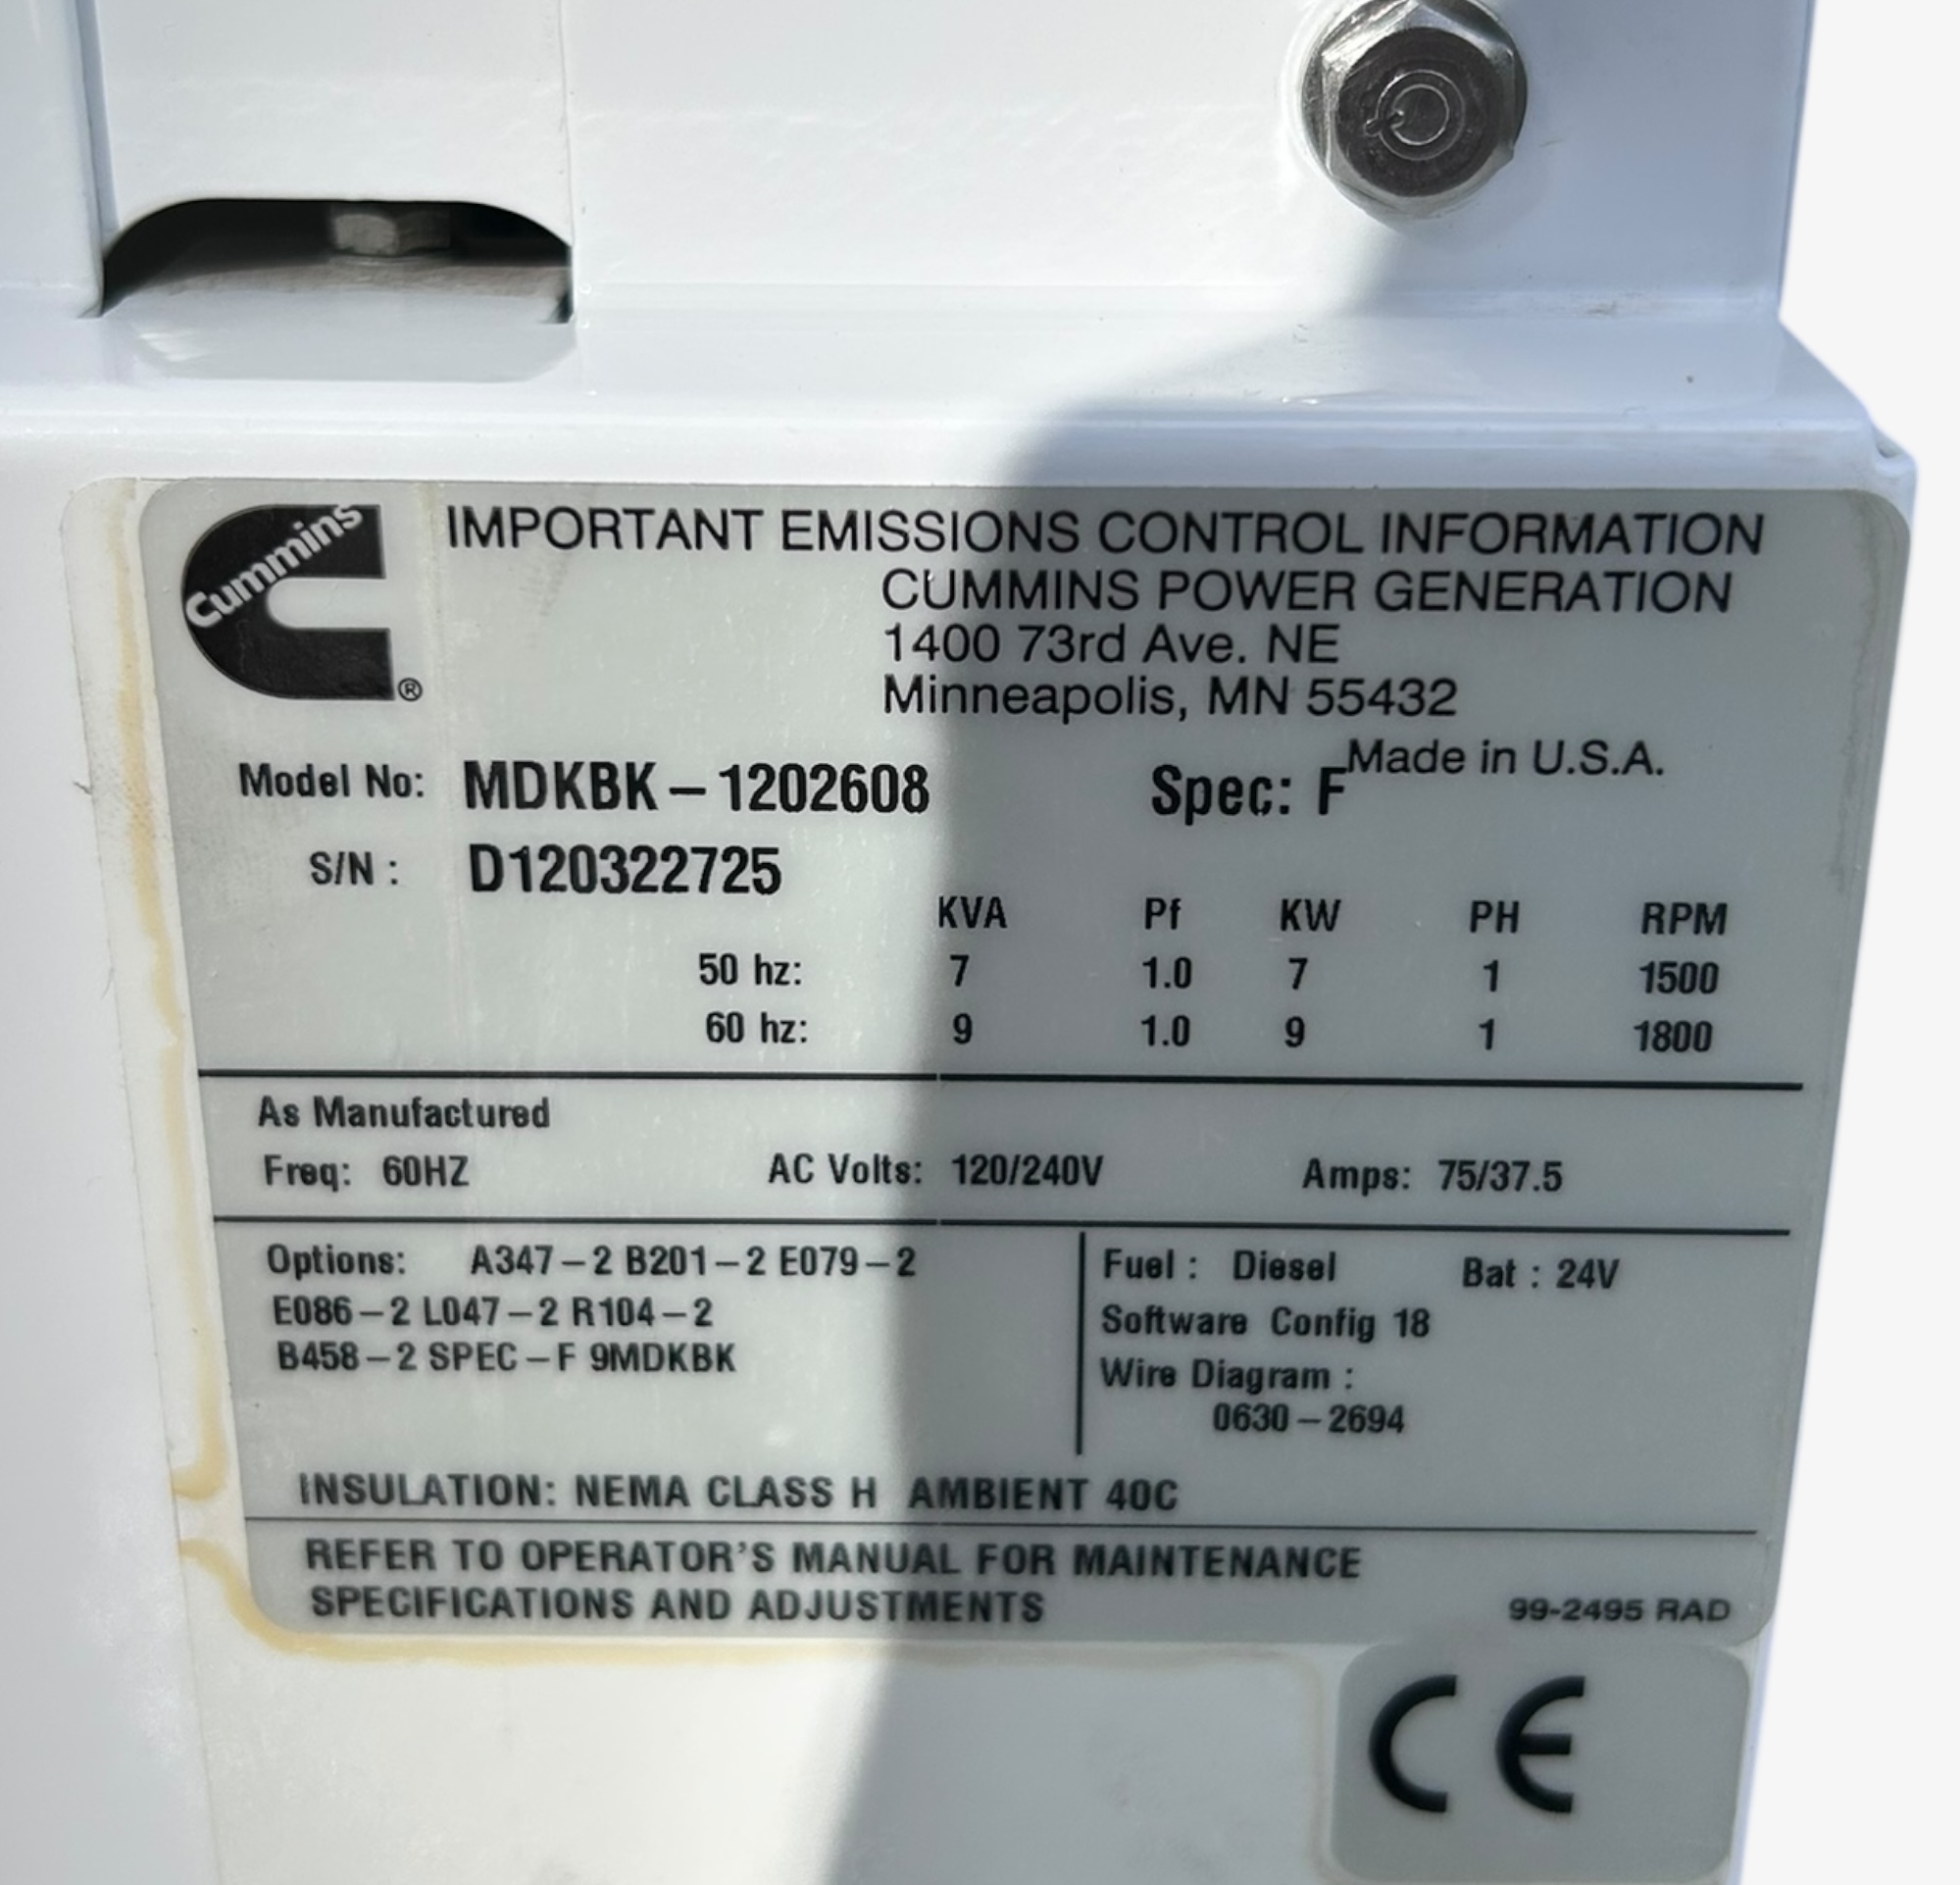 Cummins ®
IMPORTANT EMISSIONS CONTROL INFORMATION
CUMMINS POWER GENERATION
1400 73rd Ave. NE
Minneapolis, MN 55432
Made in U.S.A.
Model No: MDKBK – 1202608 Spec: F
S/N : D120322725
KVA Pf KW PH RPM
50 hz: 7 1.0 7 1 1500
60 hz: 9 1.0 9 1 1800
As Manufactured
Freq: 60HZ AC Volts: 120/240V Amps: 75/37.5
Options: A347 – 2 B201 – 2 E079 – 2
E086 – 2 L047 – 2 R104 – 2
B458 – 2 SPEC – F 9MDKBK
Fuel : Diesel Bat : 24V
Software Config 18
Wire Diagram :
0630 – 2694
INSULATION: NEMA CLASS H AMBIENT 40C
REFER TO OPERATOR'S MANUAL FOR MAINTENANCE
SPECIFICATIONS AND ADJUSTMENTS
99-2495 RAD
CE